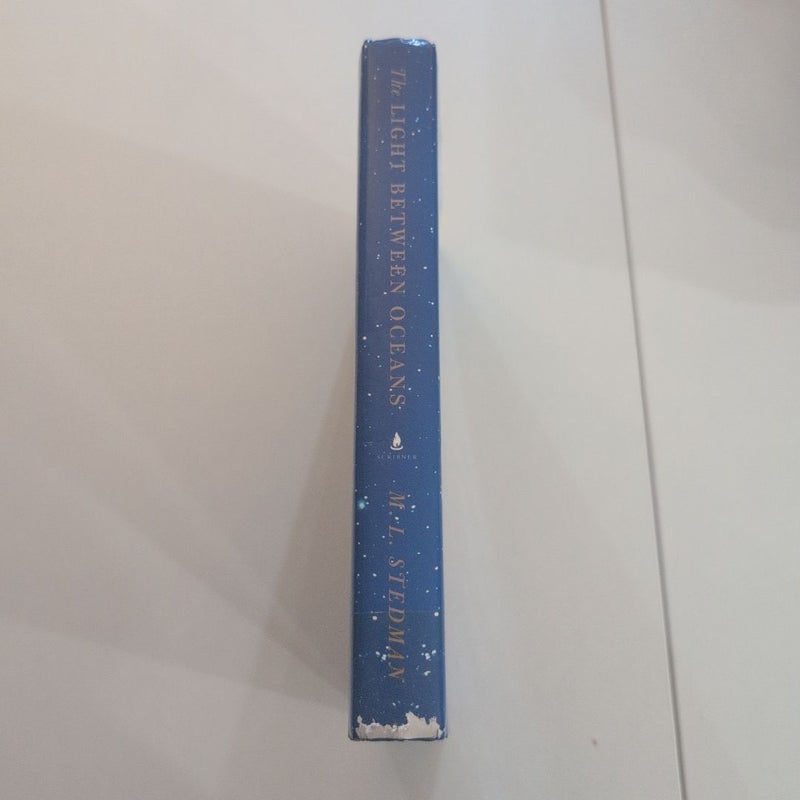 The LIGHT BETWEEN OCEANS
SCRIBNER
M. L. STEDMAN